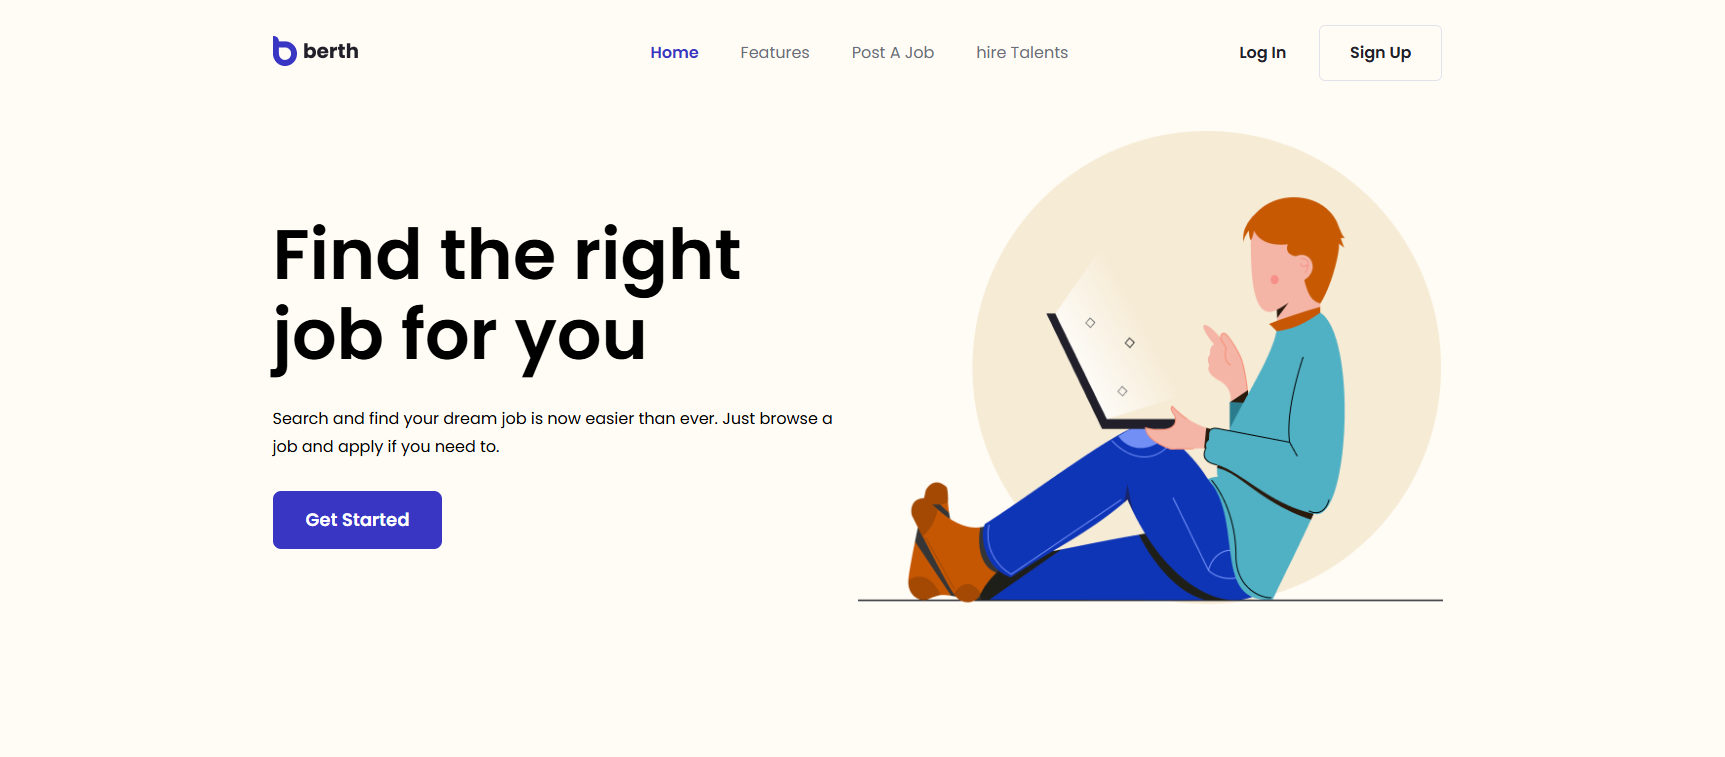 berth
Home
Features
Post A Job
hire Talents
Log In
Sign Up
Find the right
job for you
Search and find your dream job is now easier than ever. Just browse a
job and apply if you need to.
Get Started